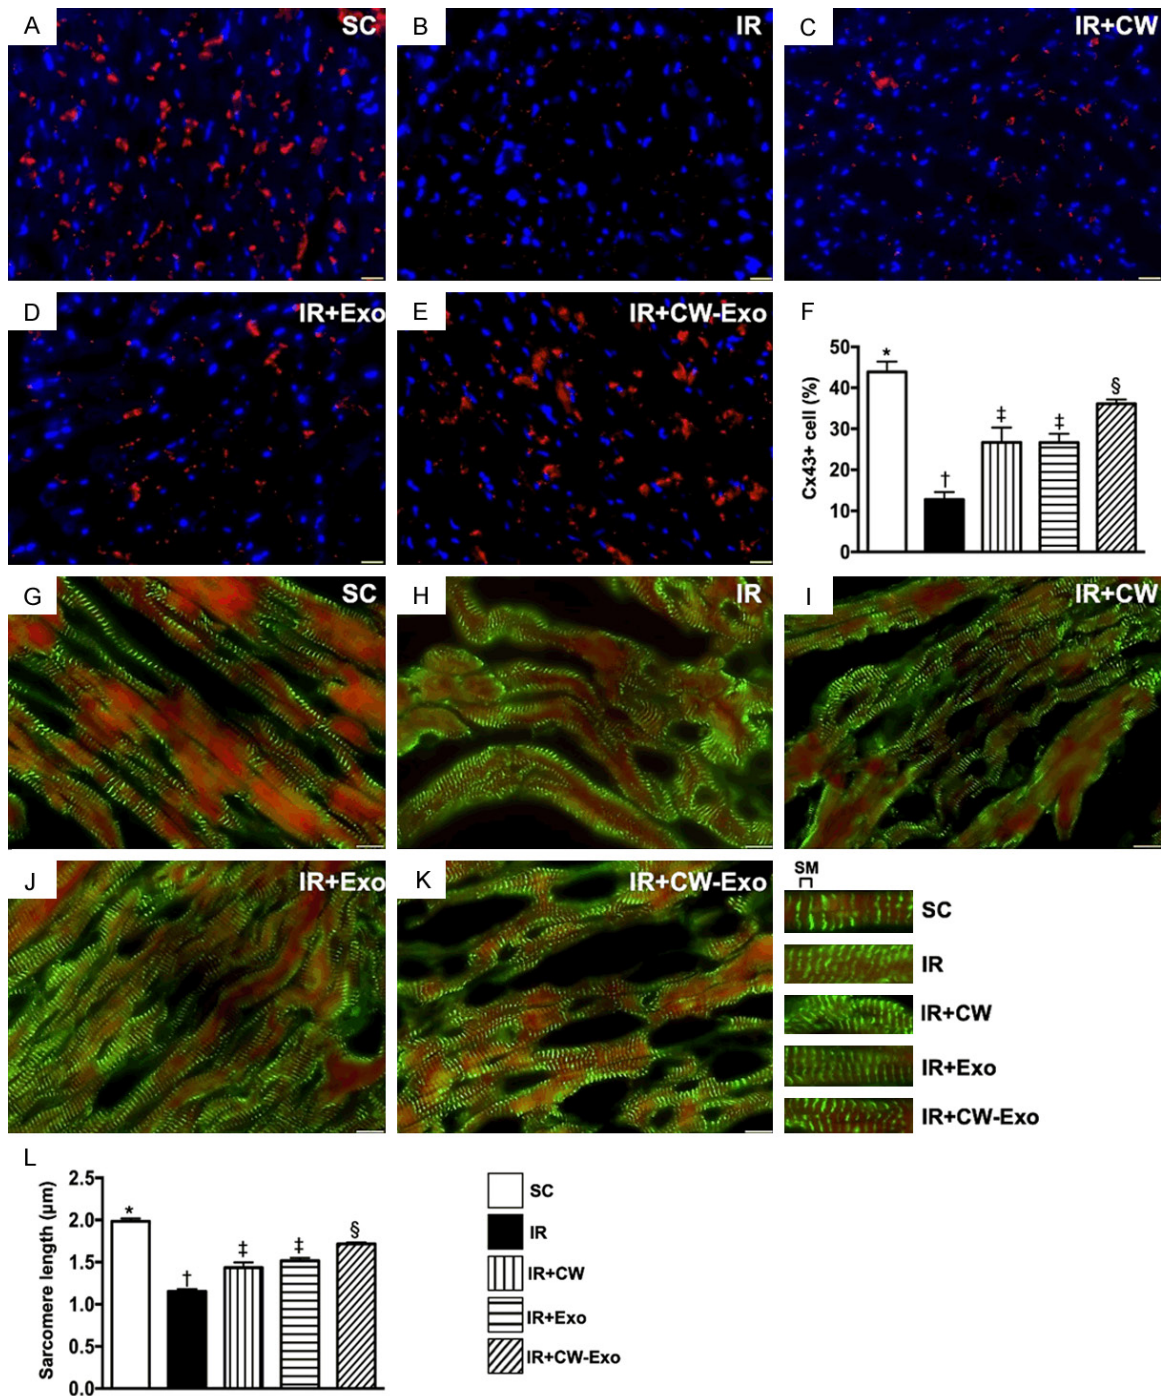 A SC
B IR
C IR+CW
D IR+Exo
E IR+CW-Exo
F
Cx43+ cell (%)
50
40
30
20
10
0
*
†
‡
‡
§
G SC
H IR
I IR+CW
J IR+Exo
K IR+CW-Exo
SM
SC
IR
IR+CW
IR+Exo
IR+CW-Exo
L
Sarcomere length (μm)
2.5
2.0
1.5
1.0
0.5
0.0
*
†
‡
‡
§
SC
IR
IR+CW
IR+Exo
IR+CW-Exo